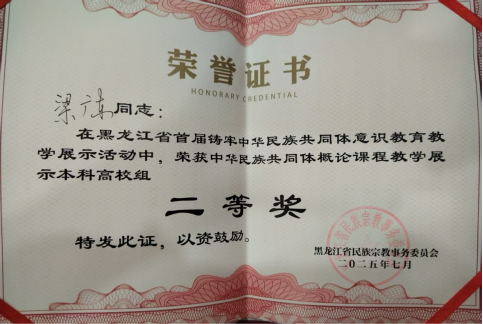 荣誉证书
HONORARY CREDENTIAL
梁 同志：
在黑龙江省首届铸牢中华民族共同体意识教育教
学展示活动中，荣获中华民族共同体概论课程教学展
示本科高校组
二等奖
特发此证，以资鼓励。
黑龙江省民族宗教事务委员会
二〇二五年七月